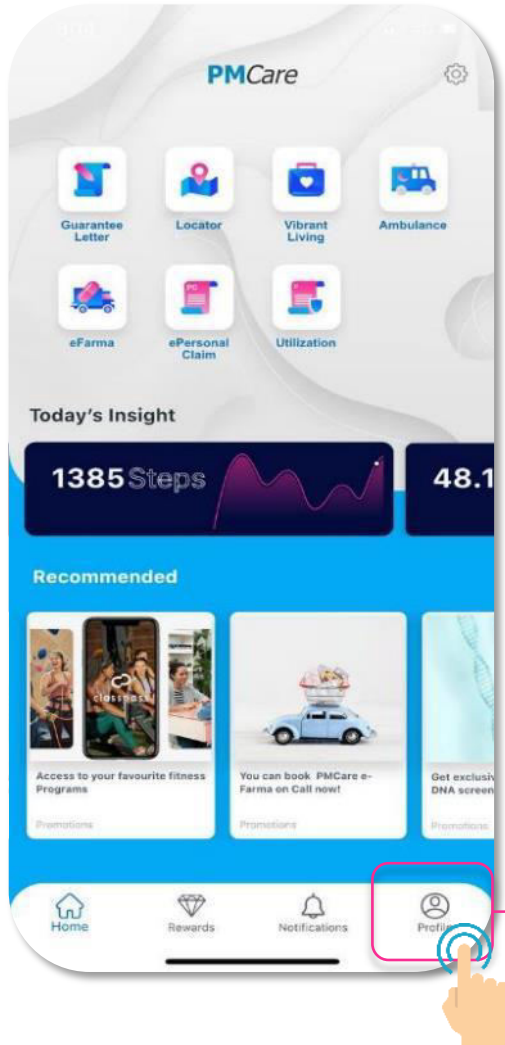 PMCare
Guarantee
Letter
Locator
Vibrant
Living
Ambulance
eFarma
ePersonal
Claim
Utilization
Today's Insight
1385 Steps
48.1
Recommended
classpass
Access to your favourite fitness
Programs
Promotions
You can book PMCare e-
Farma on Call now!
Promotions
Get exclusiv
DNA screen
Promotions
Home
Rewards
Notifications
Profile